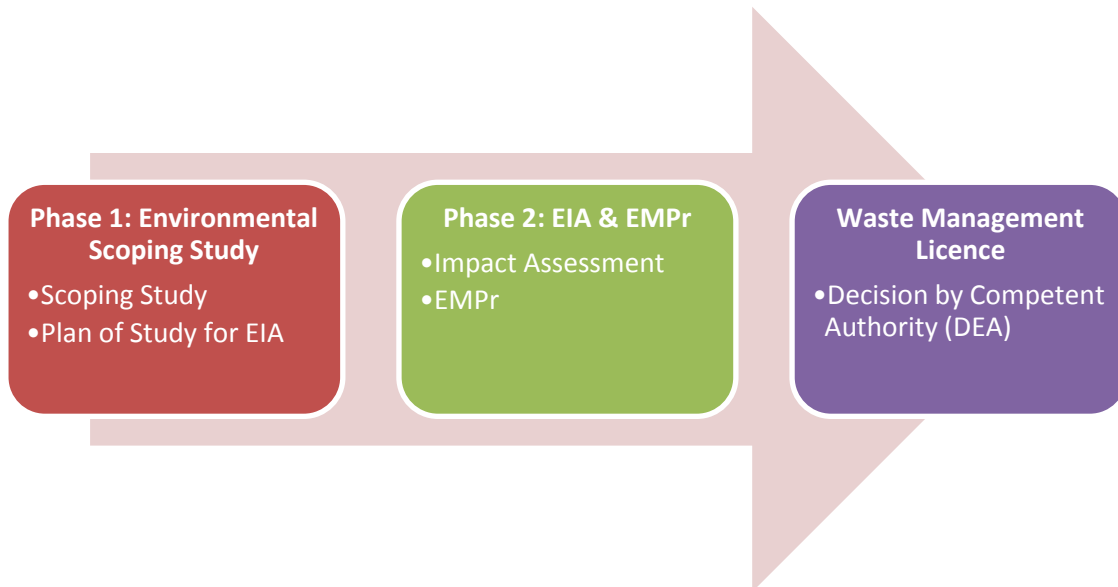 Phase 1: Environmental
Scoping Study
•Scoping Study
•Plan of Study for EIA
Phase 2: EIA & EMPr
•Impact Assessment
•EMPr
Waste Management
Licence
•Decision by Competent
Authority (DEA)